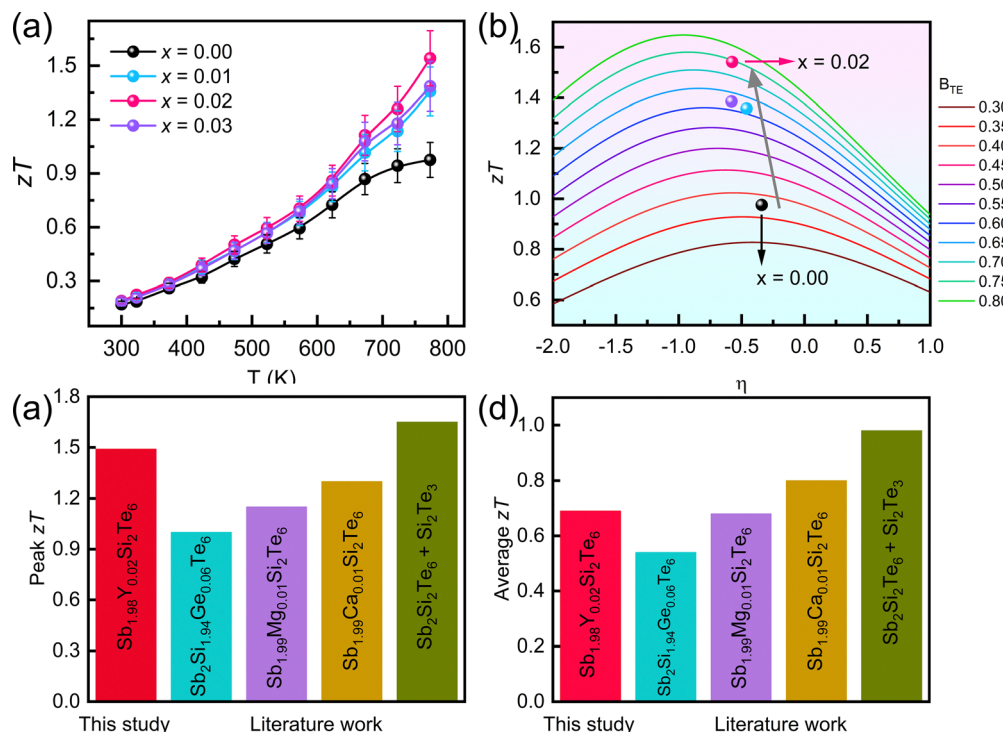 (a)
x = 0.00
x = 0.01
x = 0.02
x = 0.03
zT
1.5
1.2
0.9
0.6
0.3
300 400 500 600 700 800
T (K)
(b)
zT
1.6
1.4
1.2
1.0
0.8
0.6
x = 0.02
x = 0.00
-2.0 -1.5 -1.0 -0.5 0.0 0.5 1.0
η
B_TE
0.30
0.35
0.40
0.45
0.50
0.55
0.60
0.65
0.70
0.75
0.80
(a)
Peak zT
1.8
1.5
1.2
0.9
0.6
0.3
0.0
Sb1.98Y0.02Si2Te6
Sb2Si1.94Ge0.06Te6
Sb1.99Mg0.01Si2Te6
Sb1.99Ca0.01Si2Te6
Sb2Si2Te6 + Si2Te3
This study Literature work
(d)
Average zT
1.0
0.8
0.6
0.4
0.2
0.0
Sb1.98Y0.02Si2Te6
Sb2Si1.94Ge0.06Te6
Sb1.99Mg0.01Si2Te6
Sb1.99Ca0.01Si2Te6
Sb2Si2Te6 + Si2Te3
This study Literature work